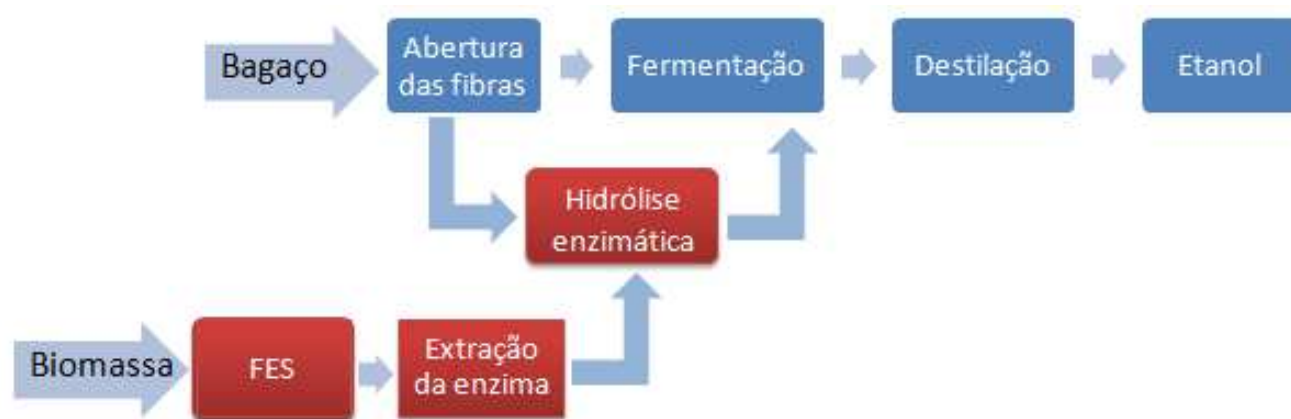 Bagaço
Abertura
das fibras
Fermentação
Destilação
Etanol
Hidrólise
enzimática
Biomassa
FES
Extração
da enzima